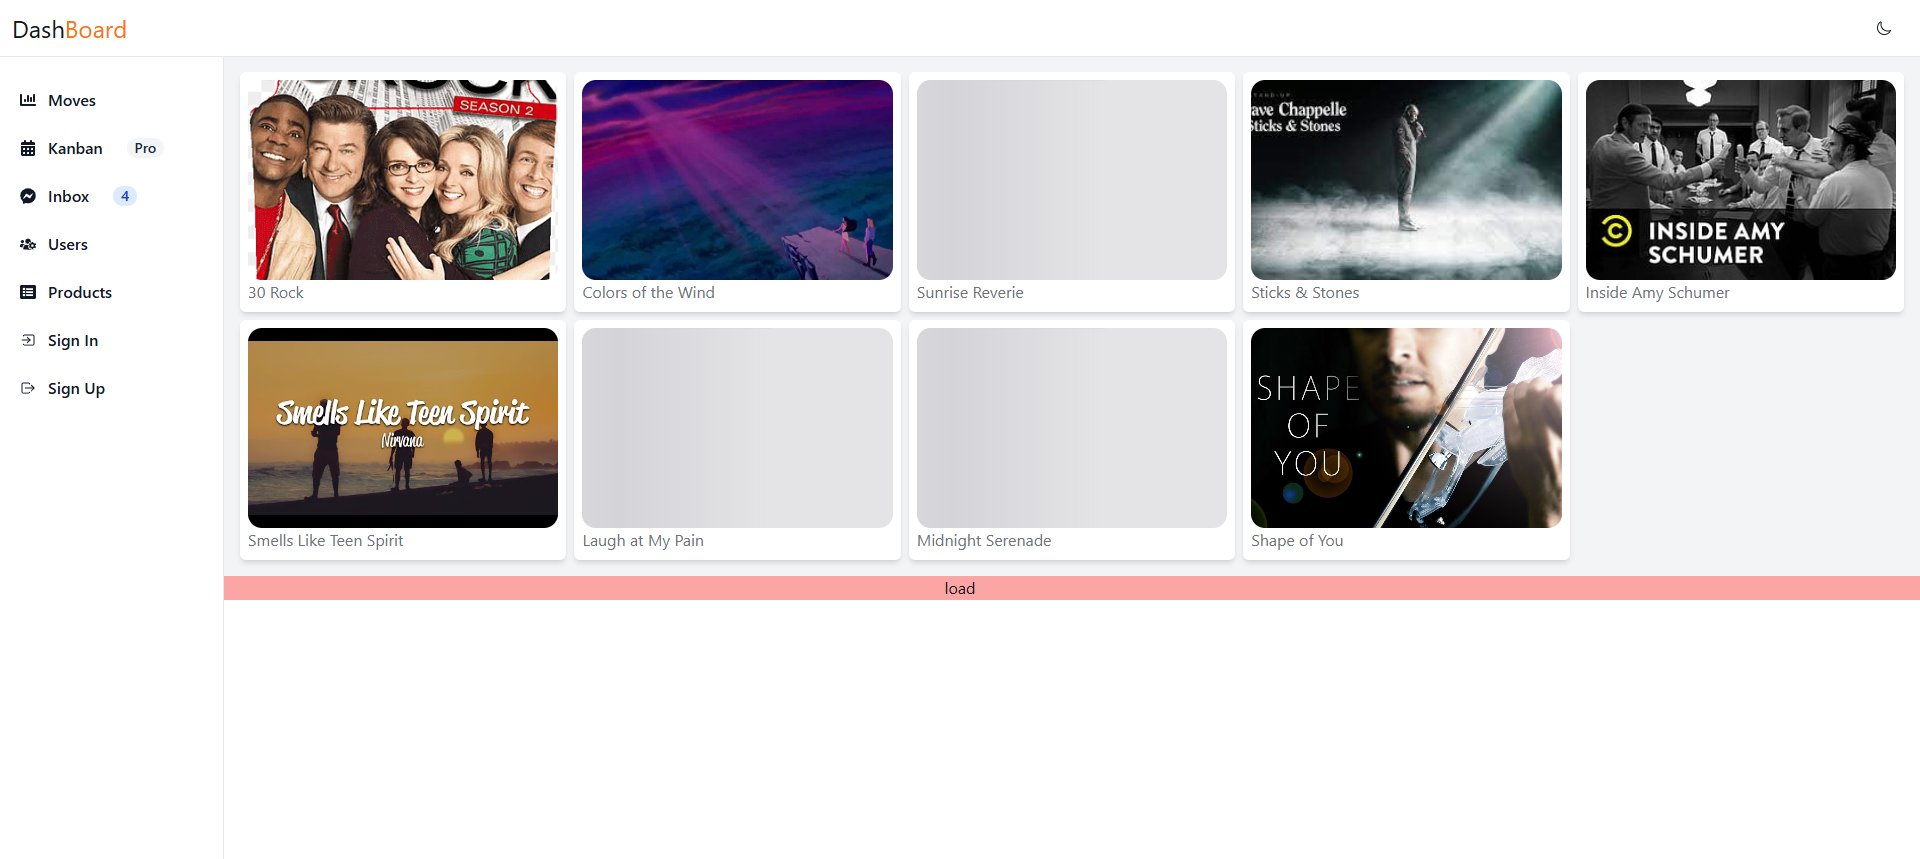 DashBoard
Moves
Kanban Pro
Inbox 4
Users
Products
Sign In
Sign Up
SEASON 2
30 Rock
Colors of the Wind
Sunrise Reverie
ave Chappelle
Sticks & Stones
Sticks & Stones
INSIDE AMY
SCHUMER
Inside Amy Schumer
Smells Like Teen Spirit
Nirvana
Smells Like Teen Spirit
Laugh at My Pain
Midnight Serenade
SHAPE
OF
YOU
Shape of You
load